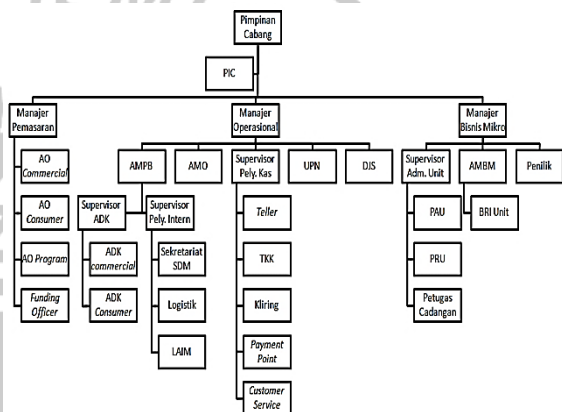 Pimpinan
Cabang
PIC
Manajer
Pemasaran
Manajer
Operasional
Manajer
Bisnis Mikro
AO
Commercial
AO
Consumer
AO Program
Funding
Officer
AMPB
AMO
Supervisor
Pely. Kas
UPN
DJS
Supervisor
ADK
Supervisor
Pely. Intern
ADK
commercial
ADK
Consumer
Sekretariat
SDM
Logistik
LAIM
Teller
TKK
Kliring
Payment
Point
Customer
Service
Supervisor
Adm. Unit
AMBM
Penilik
PAU
PRU
Petugas
Cadangan
BRI Unit